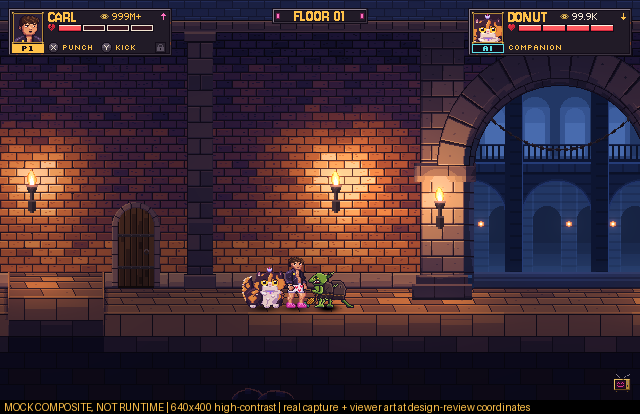 CARL 999M+
P1 X PUNCH Y KICK
FLOOR 01
DONUT 99.9K
AI COMPANION
MOCK COMPOSITE, NOT RUNTIME | 640x400 high-contrast | real capture + viewer art at design-review coordinates